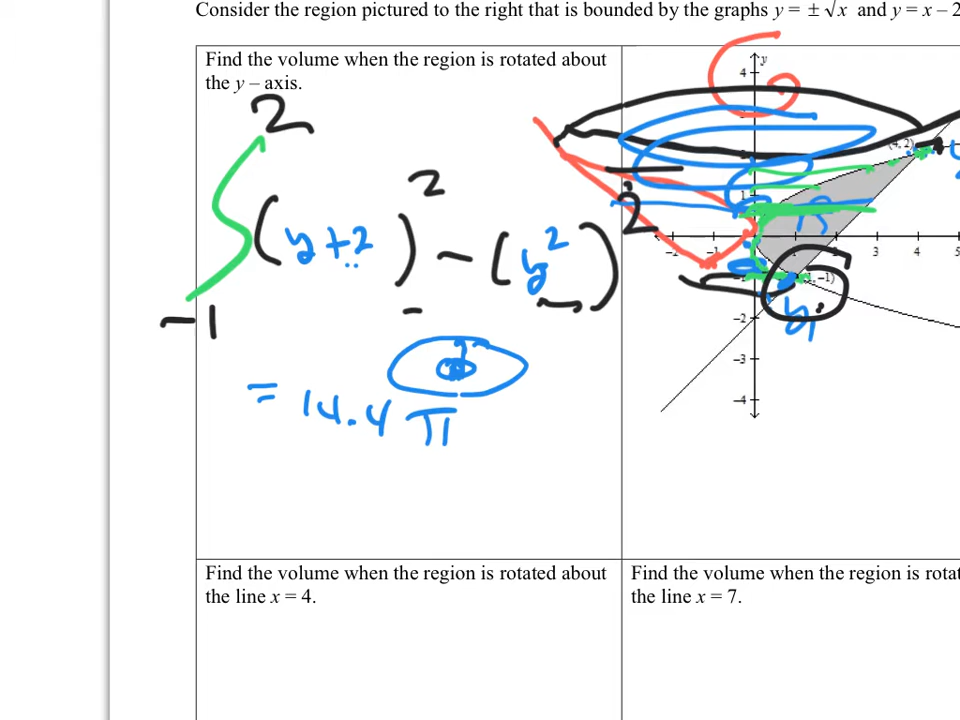 Consider the region pictured to the right that is bounded by the graphs y = ± √x and y = x – 2
Find the volume when the region is rotated about
the y – axis.
2
(y+2)² – (y²)²
–1
= 14.4 π
y
4
1
–2
–1
3
4
5
(4, 2)
–1
, –1)
y
–2
–3
–4
Find the volume when the region is rotated about
the line x = 4.
Find the volume when the region is rotat
the line x = 7.